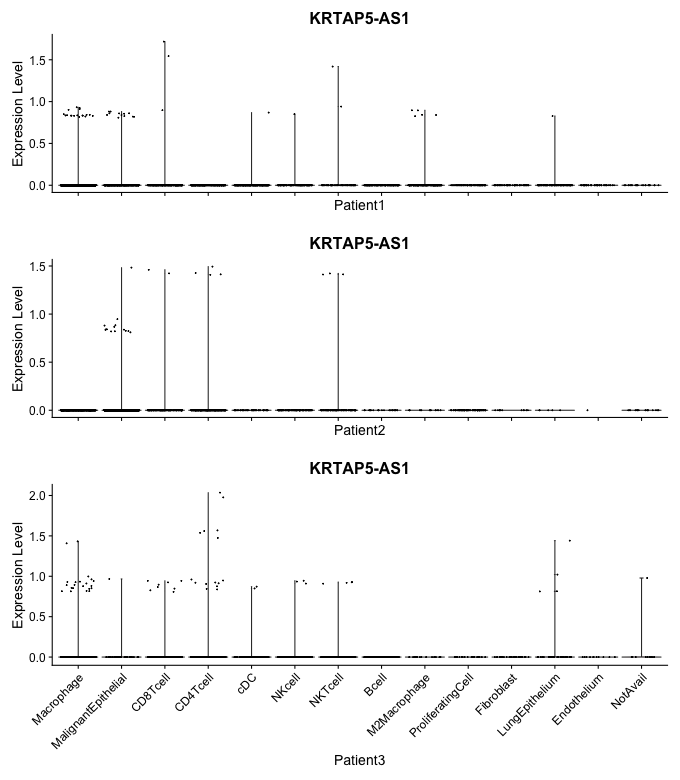 KRTAP5-AS1
Expression Level
1.5
1.0
0.5
0.0
Patient1
KRTAP5-AS1
Expression Level
1.5
1.0
0.5
0.0
Patient2
KRTAP5-AS1
Expression Level
2.0
1.5
1.0
0.5
0.0
Macrophage
MalignantEpithelial
CD8Tcell
CD4Tcell
cDC
NKcell
NKTcell
Bcell
M2Macrophage
ProliferatingCell
Fibroblast
LungEpithelium
Endothelium
NotAvail
Patient3